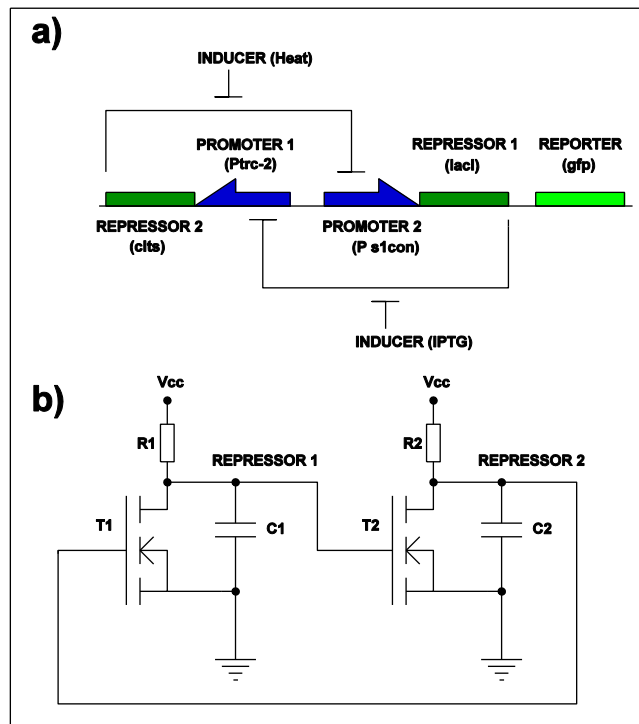 a)
INDUCER (Heat)
PROMOTER 1
(Ptrc-2)
REPRESSOR 1
(lacI)
REPORTER
(gfp)
REPRESSOR 2
(cIts)
PROMOTER 2
(P s1con)
INDUCER (IPTG)
b)
Vcc
Vcc
R1
R2
REPRESSOR 1
REPRESSOR 2
T1
C1
T2
C2